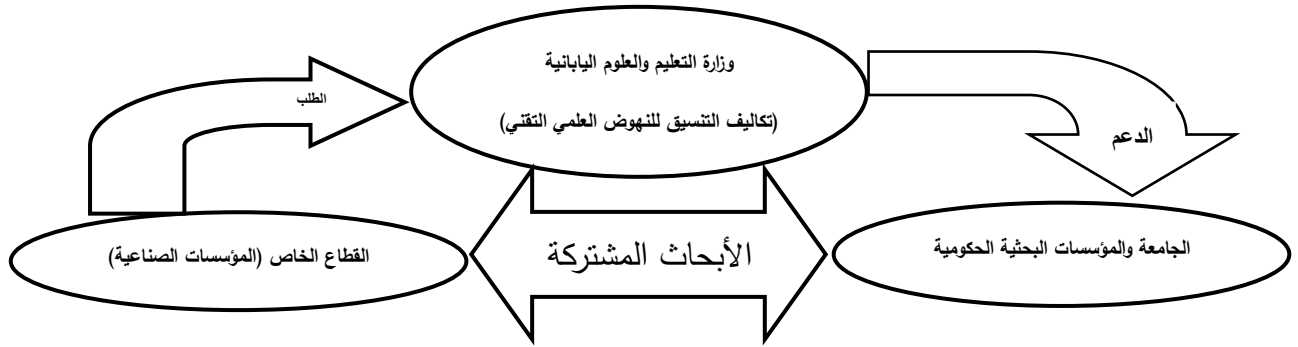 وزارة التعليم والعلوم اليابانية
(تكاليف التنسيق للنهوض العلمي التقني)
الطلب
الدعم
الجامعة والمؤسسات البحثية الحكومية
الأبحاث المشتركة
القطاع الخاص (المؤسسات الصناعية)